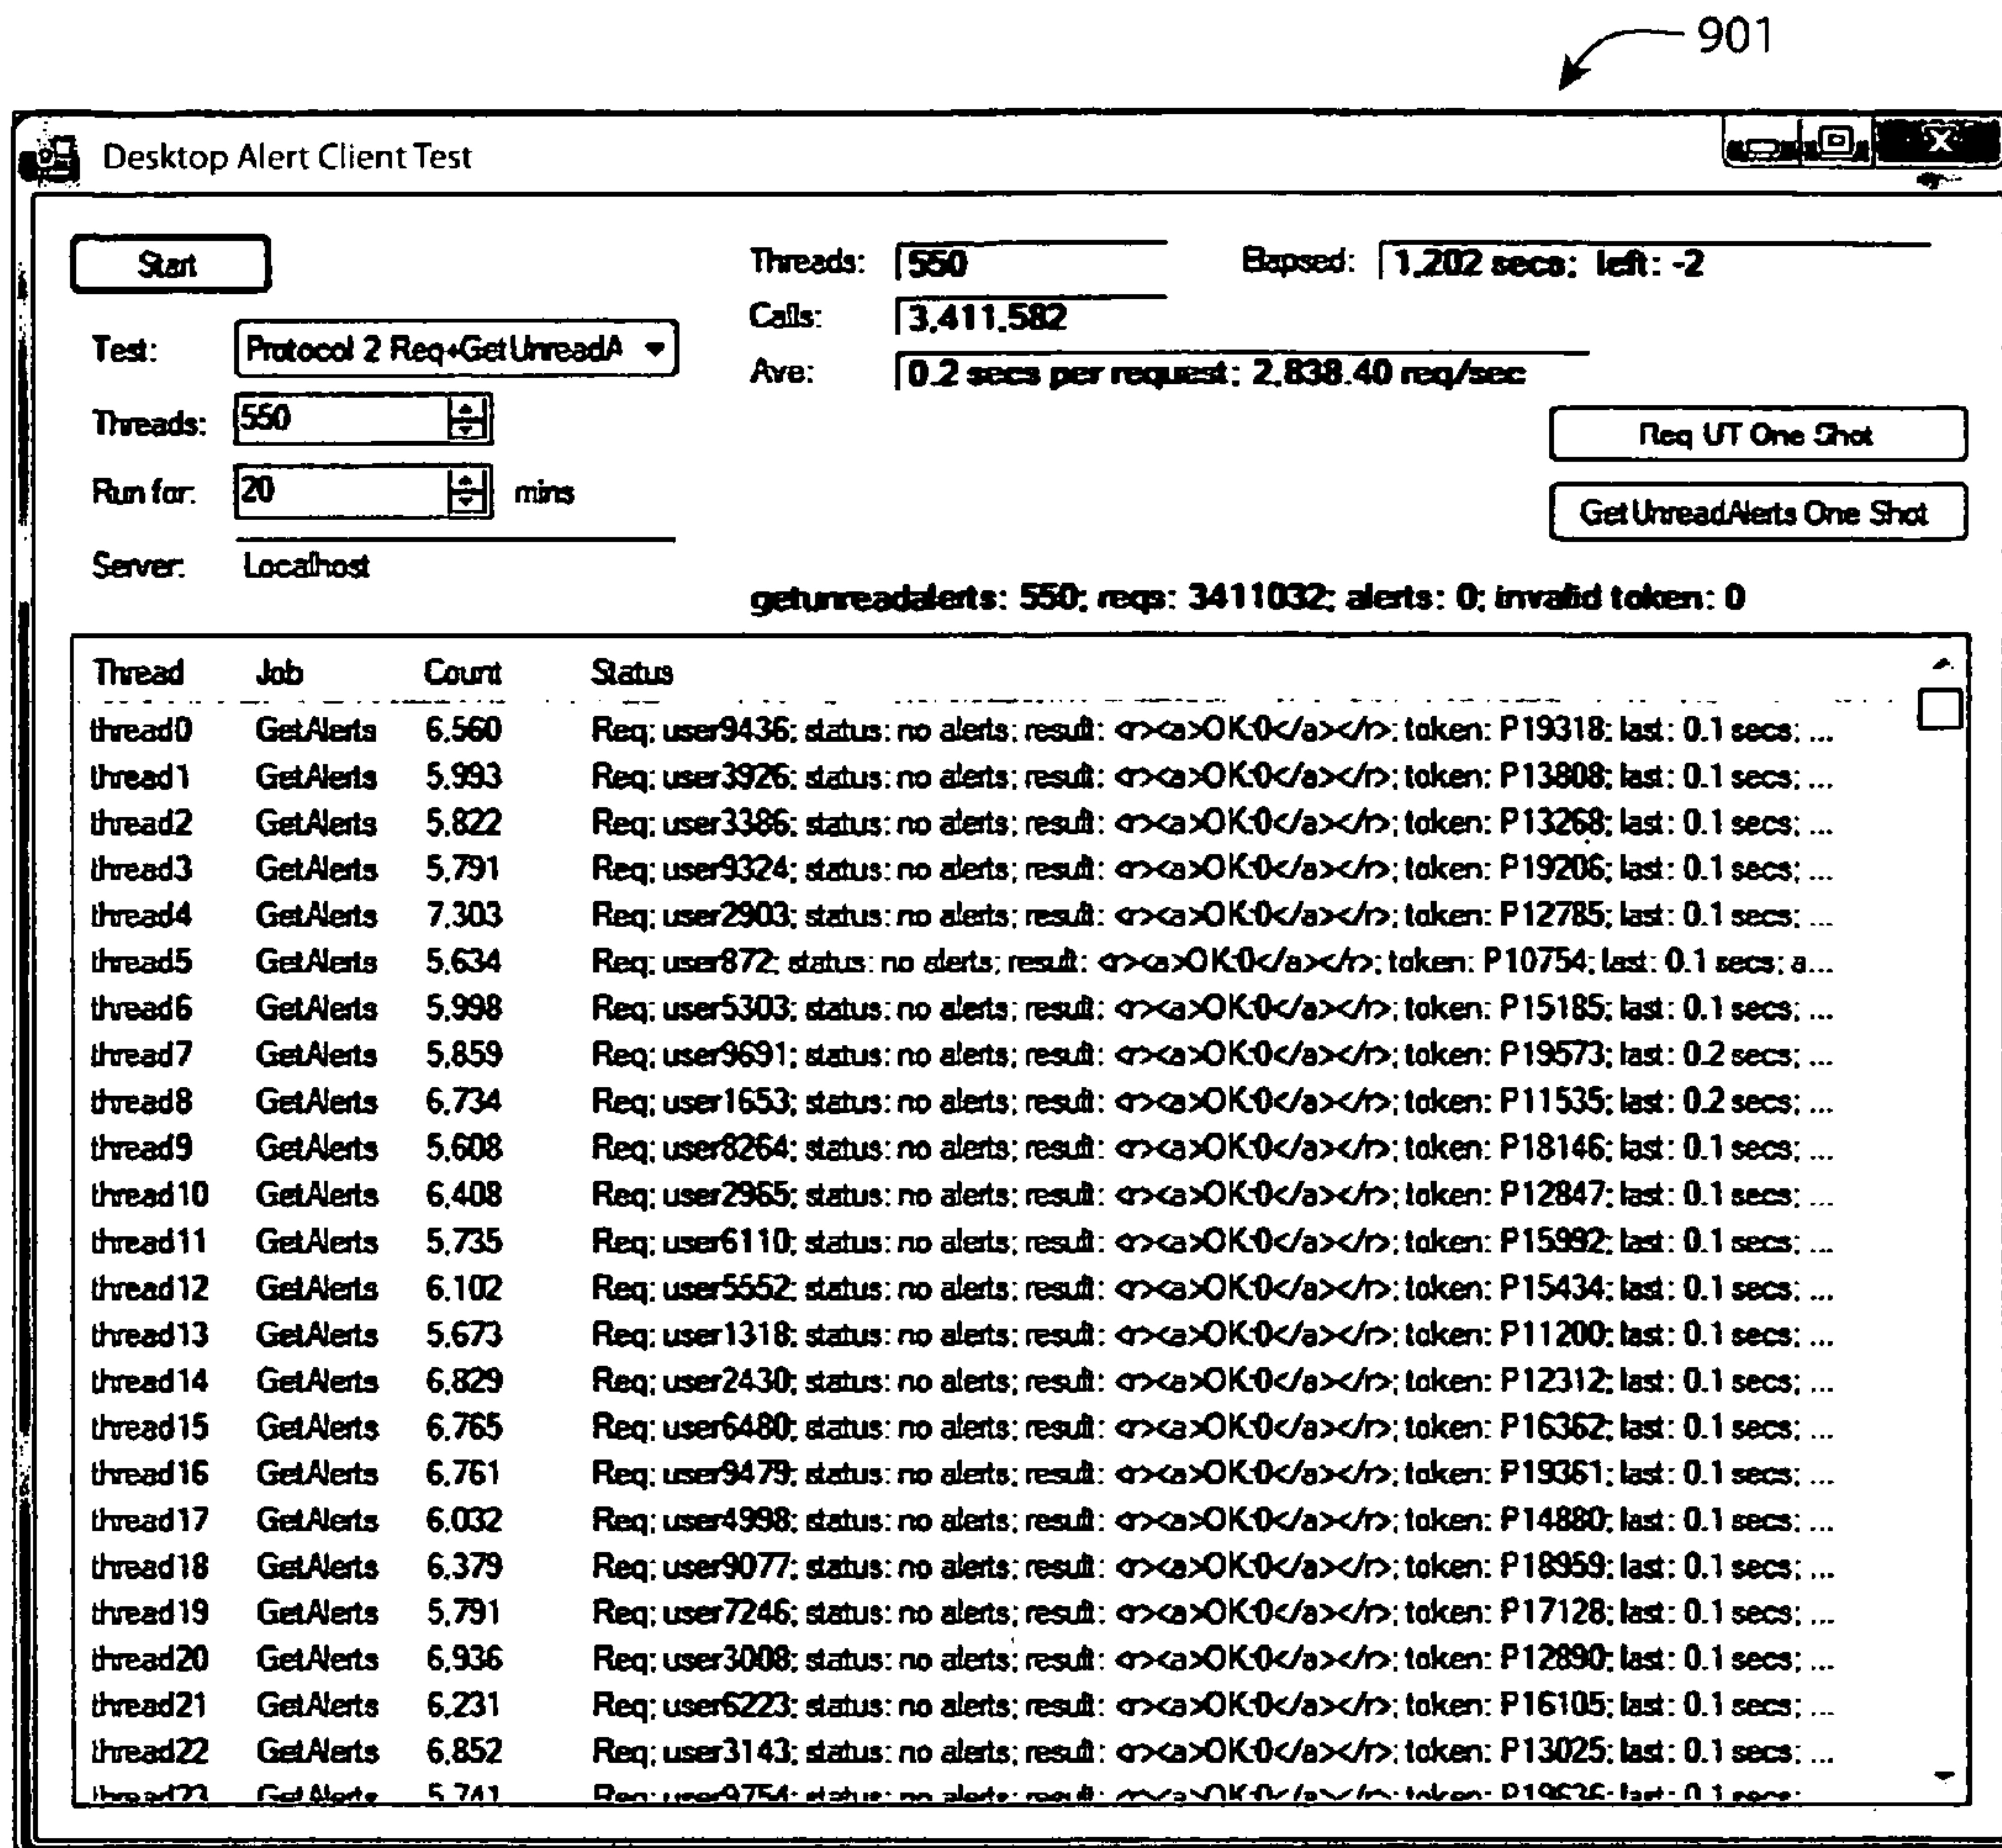 901
Desktop Alert Client Test
Start
Threads: 550 Elapsed: 1,202 secs: left: -2
Calls: 3,411,582
Test: Protocol 2 Req+GetUnreadA
Ave: 0.2 secs per request; 2,838.40 req/sec
Threads: 550
Req UT One Shot
Run for: 20 mins
GetUnreadAlerts One Shot
Server: Localhost
getunreadalerts: 550; reqs: 3411032; alerts: 0; invalid token: 0
Thread Job Count Status
thread0 GetAlerts 6,560 Req; user9436; status: no alerts; result: <r><a>OK:0</a></r>; token: P19318; last: 0.1 secs; ...
thread1 GetAlerts 5,993 Req; user3926; status: no alerts; result: <r><a>OK:0</a></r>; token: P13808; last: 0.1 secs; ...
thread2 GetAlerts 5,822 Req; user3386; status: no alerts; result: <r><a>OK:0</a></r>; token: P13268; last: 0.1 secs; ...
thread3 GetAlerts 5,791 Req; user9324; status: no alerts; result: <r><a>OK:0</a></r>; token: P19206; last: 0.1 secs; ...
thread4 GetAlerts 7,303 Req; user2903; status: no alerts; result: <r><a>OK:0</a></r>; token: P12785; last: 0.1 secs; ...
thread5 GetAlerts 5,634 Req; user872; status: no alerts; result: <r><a>OK:0</a></r>; token: P10754; last: 0.1 secs; a...
thread6 GetAlerts 5,998 Req; user5303; status: no alerts; result: <r><a>OK:0</a></r>; token: P15185; last: 0.1 secs; ...
thread7 GetAlerts 5,859 Req; user9691; status: no alerts; result: <r><a>OK:0</a></r>; token: P19573; last: 0.2 secs; ...
thread8 GetAlerts 6,734 Req; user1653; status: no alerts; result: <r><a>OK:0</a></r>; token: P11535; last: 0.2 secs; ...
thread9 GetAlerts 5,608 Req; user8264; status: no alerts; result: <r><a>OK:0</a></r>; token: P18146; last: 0.1 secs; ...
thread10 GetAlerts 6,408 Req; user2965; status: no alerts; result: <r><a>OK:0</a></r>; token: P12847; last: 0.1 secs; ...
thread11 GetAlerts 5,735 Req; user6110; status: no alerts; result: <r><a>OK:0</a></r>; token: P15992; last: 0.1 secs; ...
thread12 GetAlerts 6,102 Req; user5552; status: no alerts; result: <r><a>OK:0</a></r>; token: P15434; last: 0.1 secs; ...
thread13 GetAlerts 5,673 Req; user1318; status: no alerts; result: <r><a>OK:0</a></r>; token: P11200; last: 0.1 secs; ...
thread14 GetAlerts 6,829 Req; user2430; status: no alerts; result: <r><a>OK:0</a></r>; token: P12312; last: 0.1 secs; ...
thread15 GetAlerts 6,765 Req; user6480; status: no alerts; result: <r><a>OK:0</a></r>; token: P16362; last: 0.1 secs; ...
thread16 GetAlerts 6,761 Req; user9479; status: no alerts; result: <r><a>OK:0</a></r>; token: P19361; last: 0.1 secs; ...
thread17 GetAlerts 6,032 Req; user4998; status: no alerts; result: <r><a>OK:0</a></r>; token: P14880; last: 0.1 secs; ...
thread18 GetAlerts 6,379 Req; user9077; status: no alerts; result: <r><a>OK:0</a></r>; token: P18959; last: 0.1 secs; ...
thread19 GetAlerts 5,791 Req; user7246; status: no alerts; result: <r><a>OK:0</a></r>; token: P17128; last: 0.1 secs; ...
thread20 GetAlerts 6,936 Req; user3008; status: no alerts; result: <r><a>OK:0</a></r>; token: P12890; last: 0.1 secs; ...
thread21 GetAlerts 6,231 Req; user6223; status: no alerts; result: <r><a>OK:0</a></r>; token: P16105; last: 0.1 secs; ...
thread22 GetAlerts 6,852 Req; user3143; status: no alerts; result: <r><a>OK:0</a></r>; token: P13025; last: 0.1 secs; ...
thread23 GetAlerts 5,741 Req; user9754; status: no alerts; result: <r><a>OK:0</a></r>; token: last: 0.1 secs;